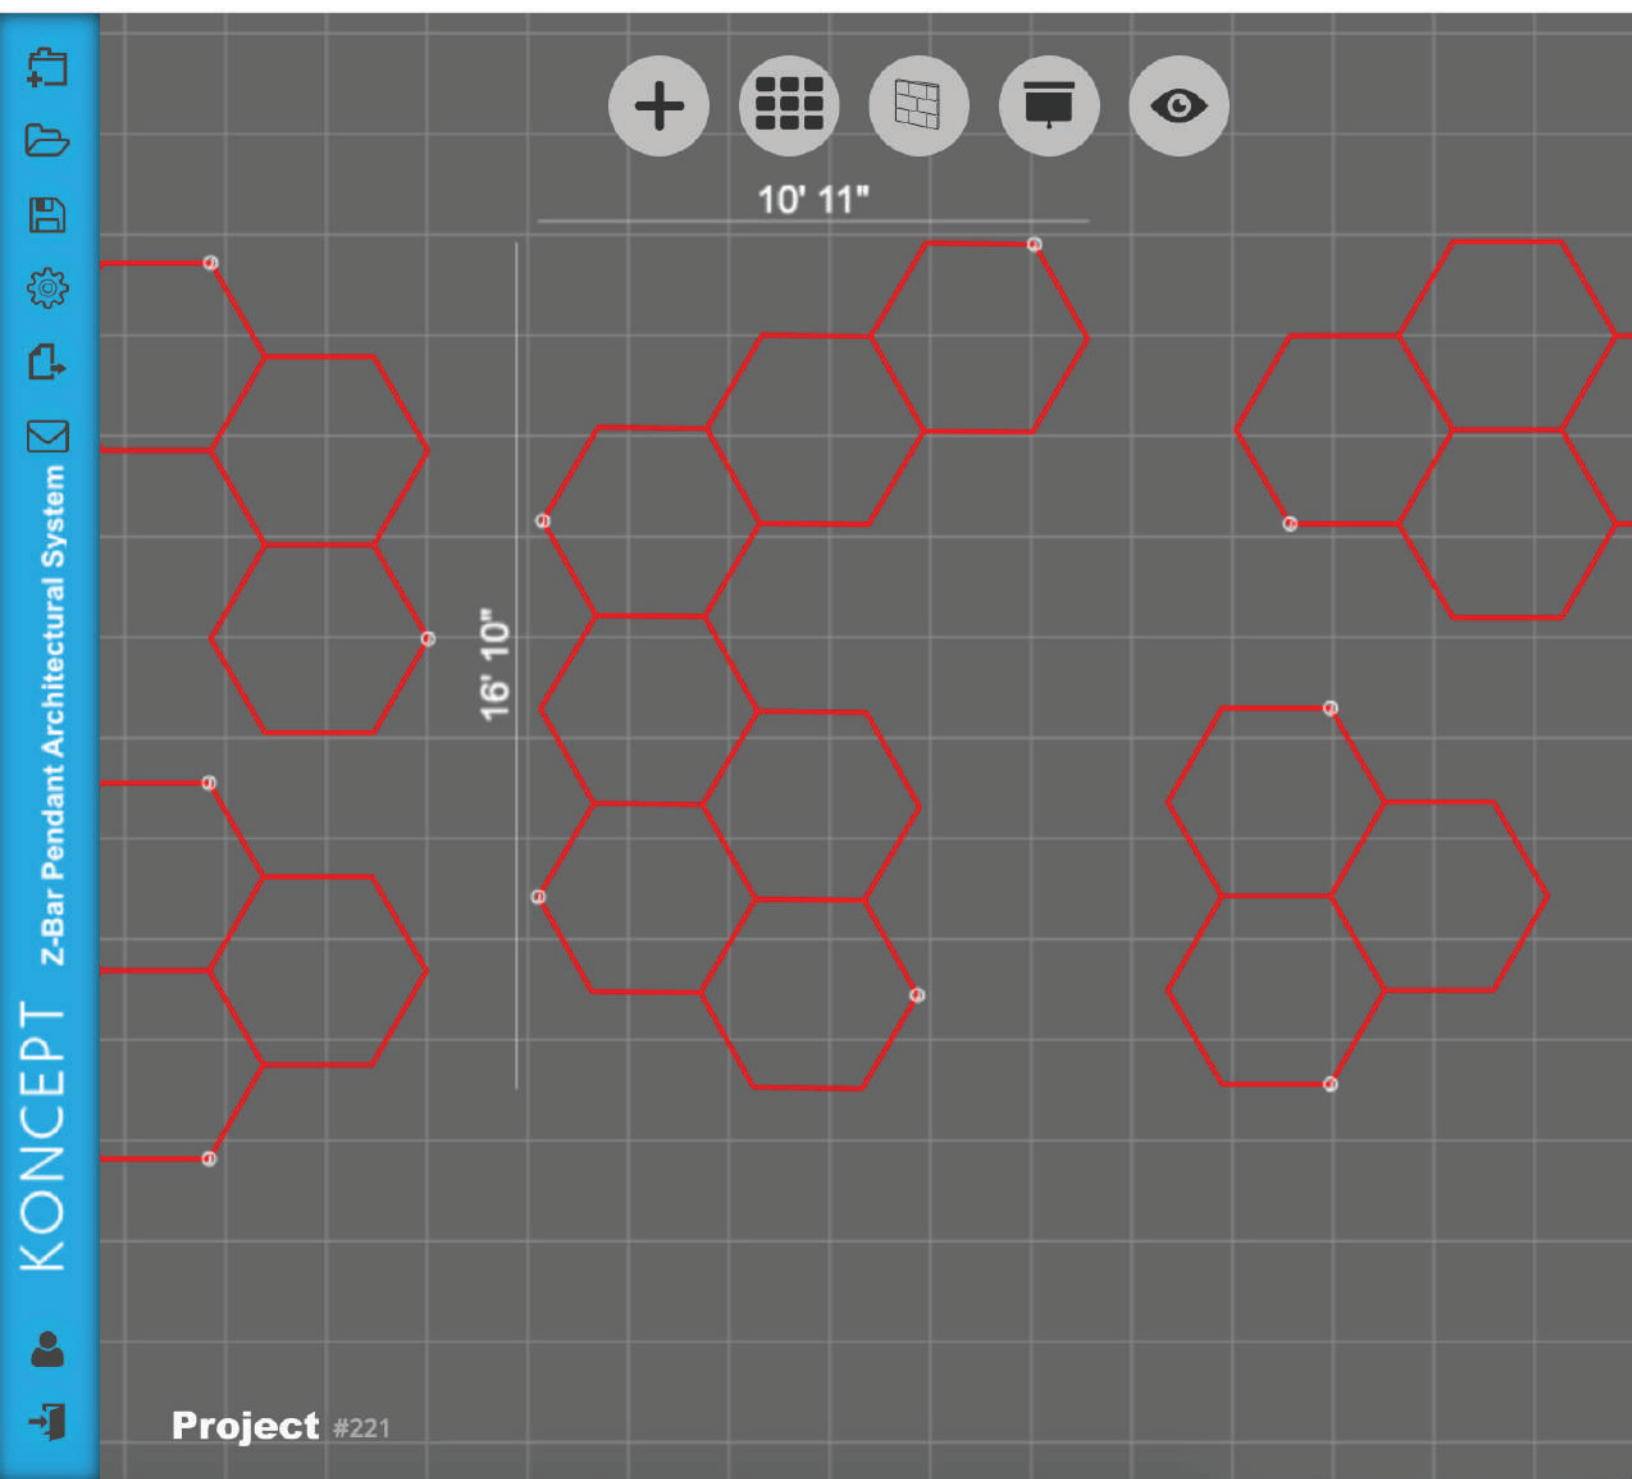 10' 11"
16' 10"
Z-Bar Pendant Architectural System
KONCEPT
Project #221